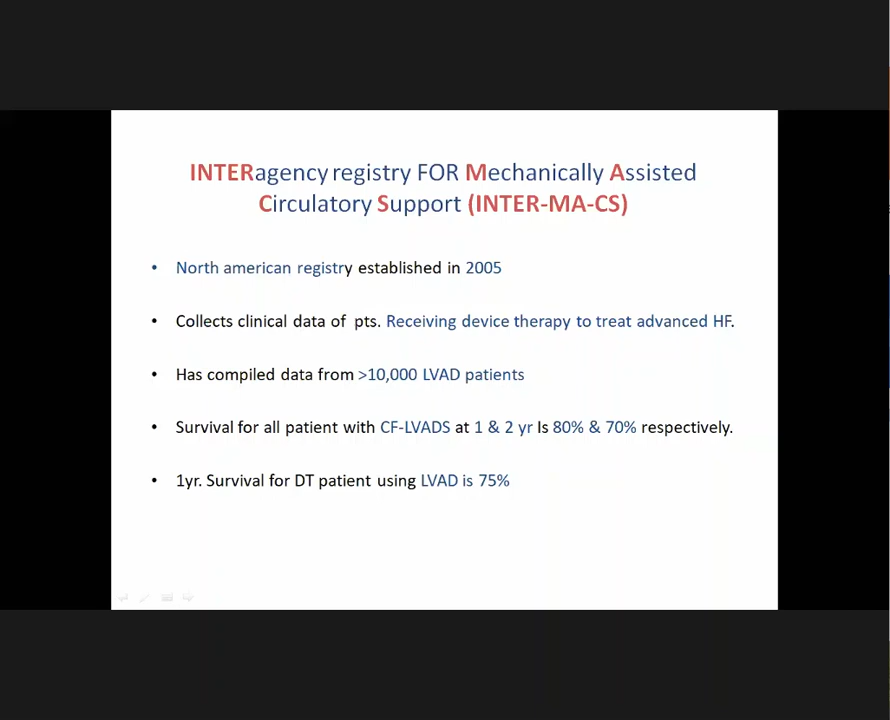 INTERagency registry FOR Mechanically Assisted
Circulatory Support (INTER-MA-CS)
• North american registry established in 2005
• Collects clinical data of pts. Receiving device therapy to treat advanced HF.
• Has compiled data from >10,000 LVAD patients
• Survival for all patient with CF-LVADS at 1 & 2 yr Is 80% & 70% respectively.
• 1yr. Survival for DT patient using LVAD is 75%